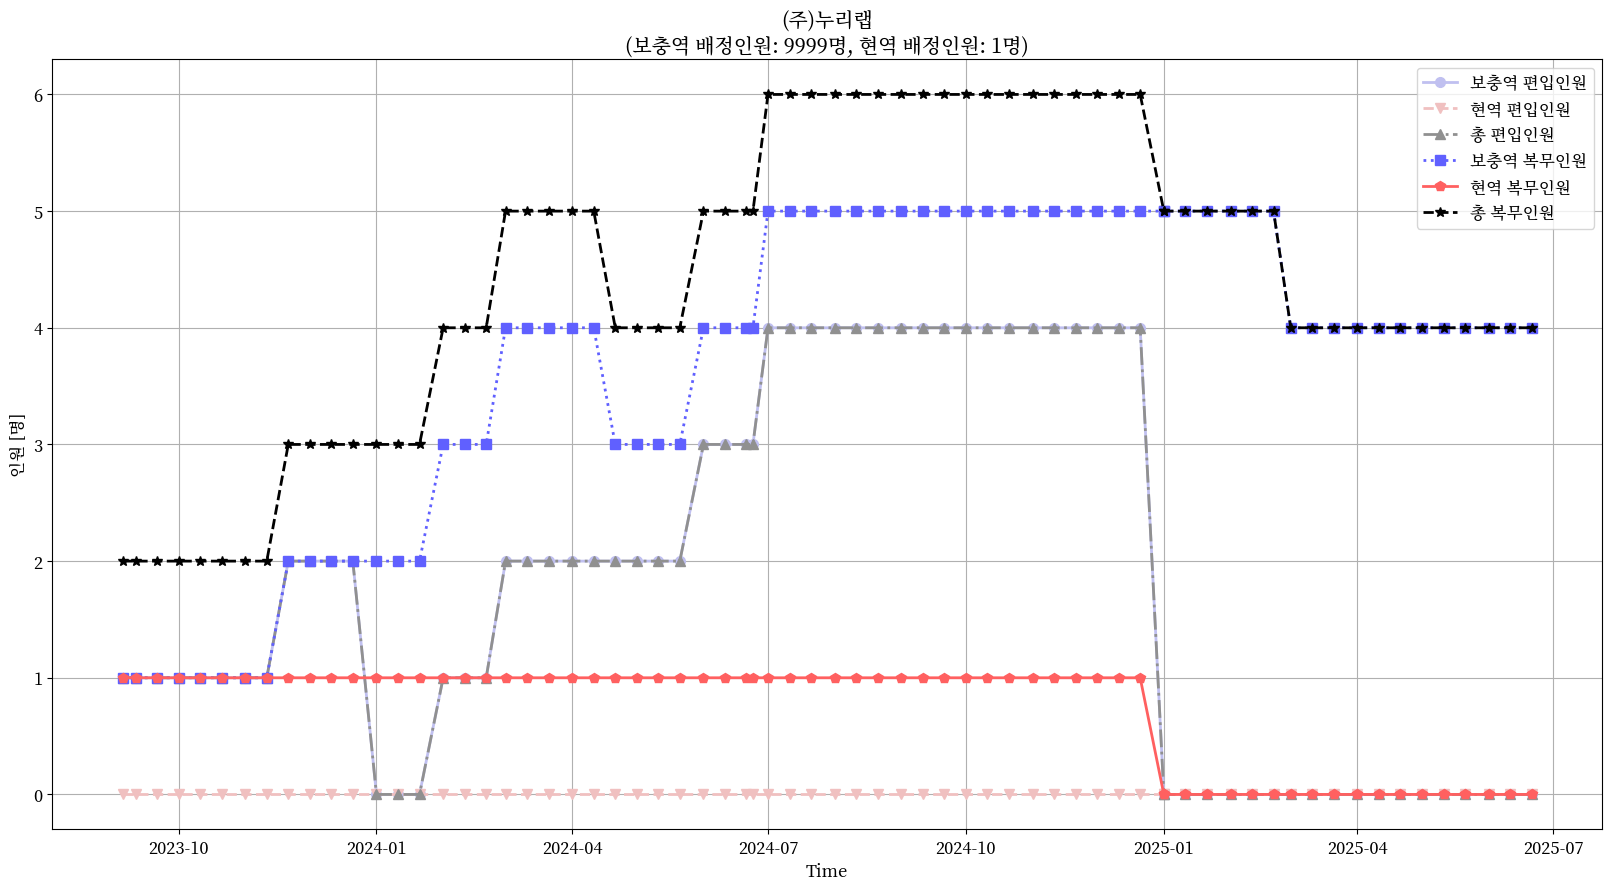 (주)누리랩
(보충역 배정인원: 9999명, 현역 배정인원: 1명)
보충역 편입인원
현역 편입인원
총 편입인원
보충역 복무인원
현역 복무인원
총 복무인원
인원 [명]
6
5
4
3
2
1
0
2023-10
2024-01
2024-04
2024-07
2024-10
2025-01
2025-04
2025-07
Time